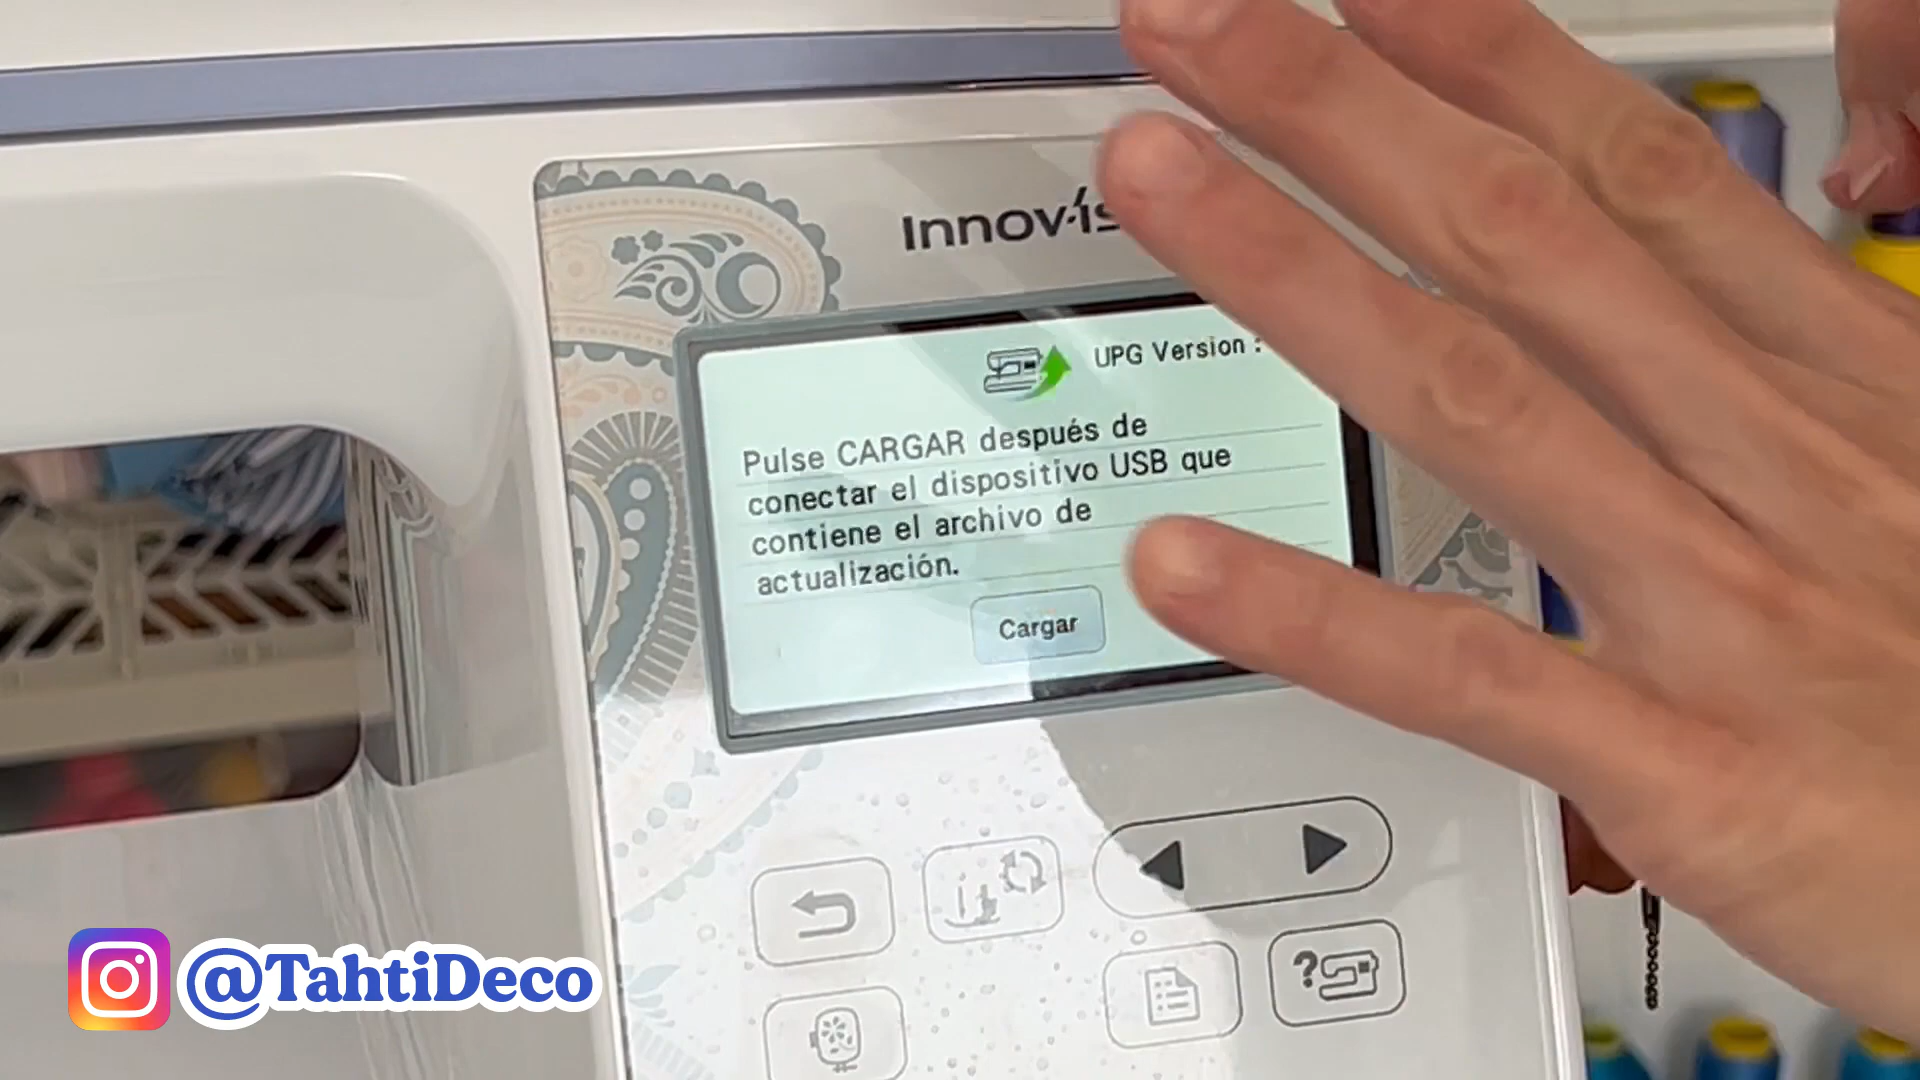 Innov-ís
UPG Version :
Pulse CARGAR después de
conectar el dispositivo USB que
contiene el archivo de
actualización.
Cargar
?
@TahtiDeco